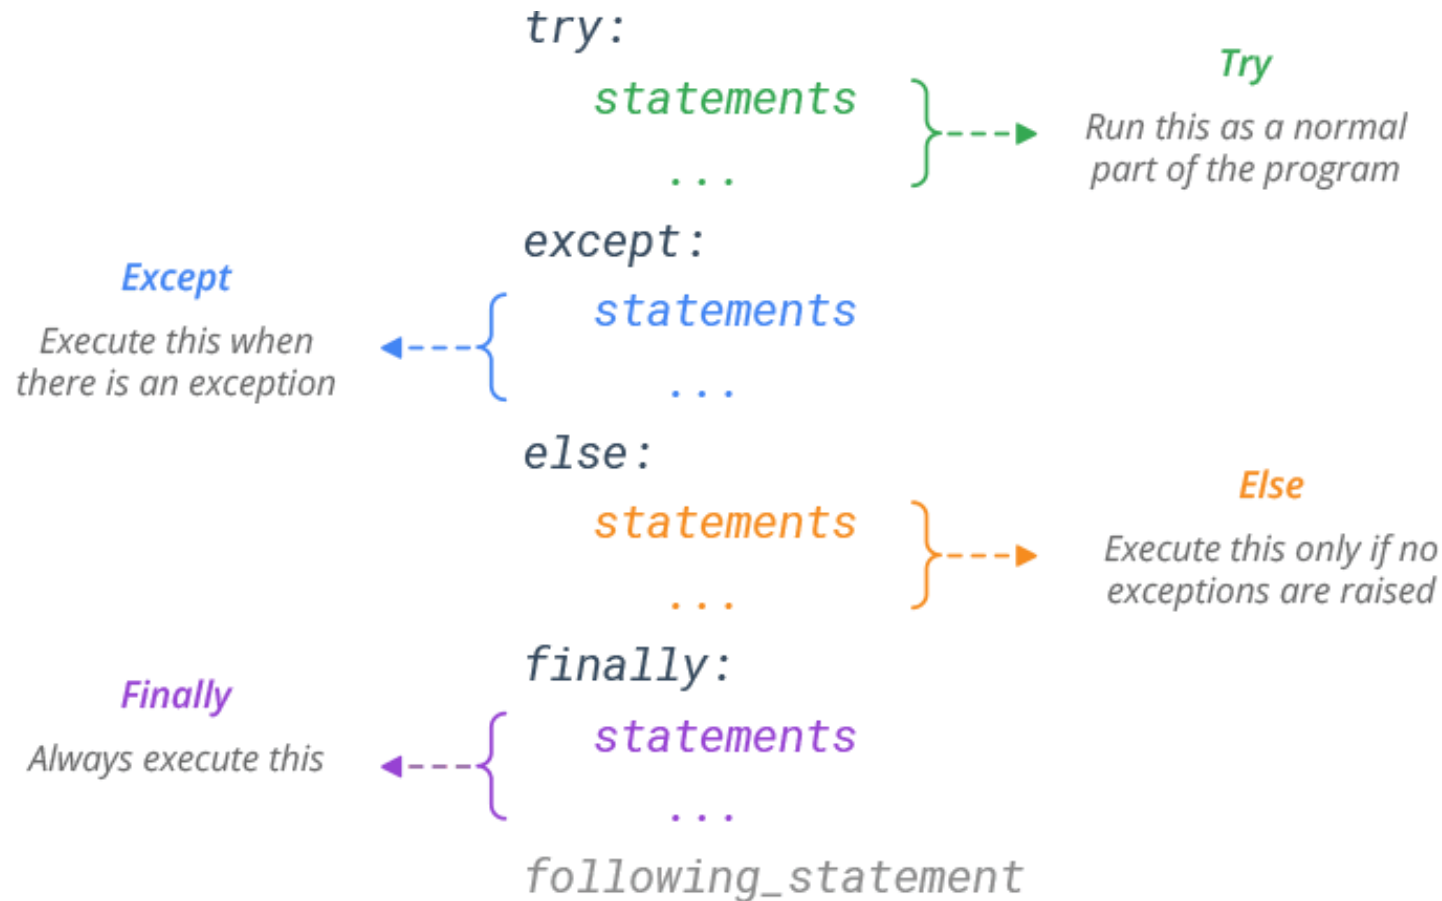 try:
Try
statements
Run this as a normal
part of the program
...
except:
Except
statements
Execute this when
there is an exception
...
else:
Else
statements
Execute this only if no
exceptions are raised
...
finally:
Finally
statements
Always execute this
...
following_statement